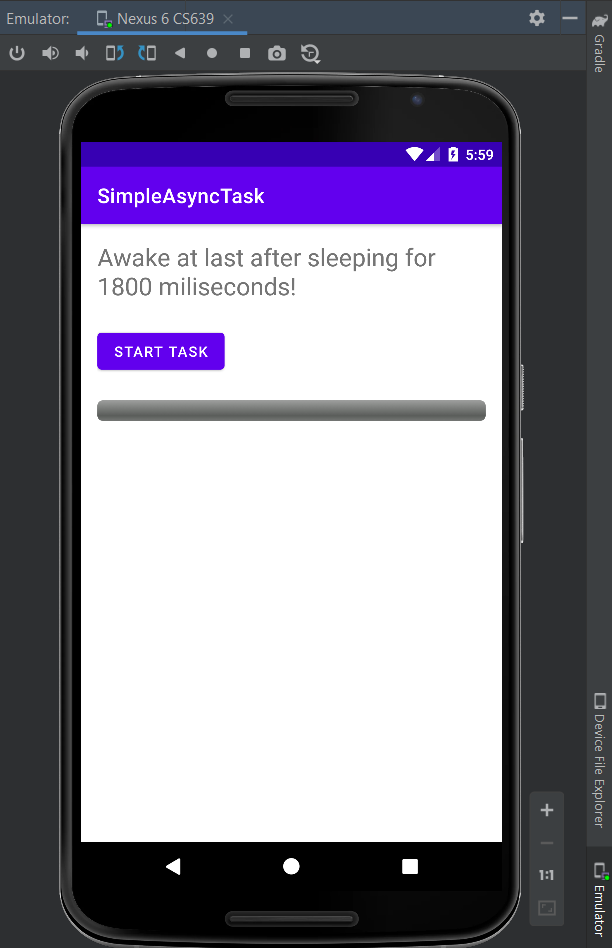 Emulator: Nexus 6 CS639
Gradle
5:59
SimpleAsyncTask
Awake at last after sleeping for
1800 miliseconds!
START TASK
Device File Explorer
1:1
Emulator